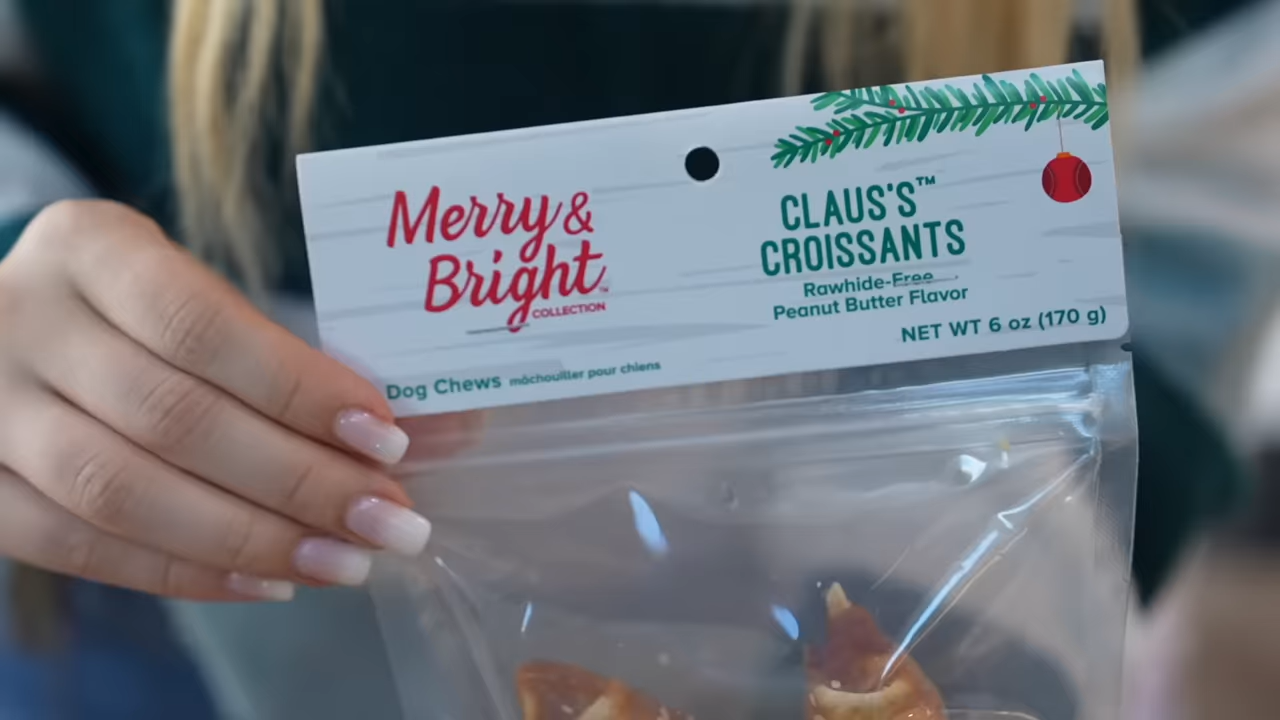 Merry &
Bright™
COLLECTION
Dog Chews mâchouiller pour chiens
CLAUS'S™
CROISSANTS
Rawhide-Free
Peanut Butter Flavor
NET WT 6 oz (170 g)